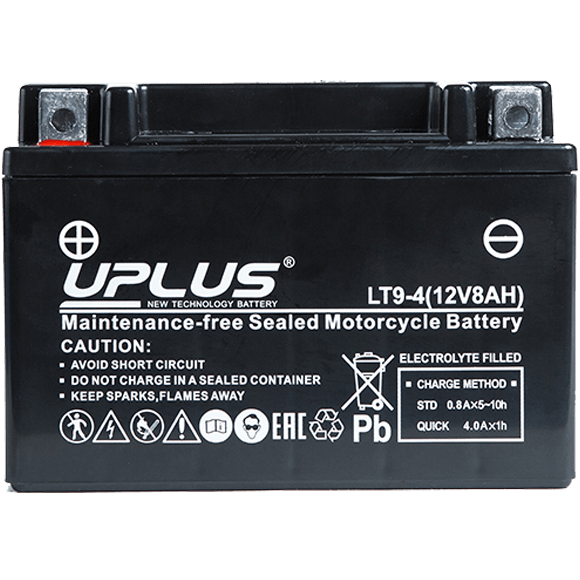 UPLUS®
NEW TECHNOLOGY BATTERY
LT9-4(12V8AH)
Maintenance-free Sealed Motorcycle Battery
CAUTION:
• AVOID SHORT CIRCUIT
• DO NOT CHARGE IN A SEALED CONTAINER
• KEEP SPARKS,FLAMES AWAY
EAC
Pb
ELECTROLYTE FILLED
CHARGE METHOD
STD 0.8A×5~10h
QUICK 4.0A×1h